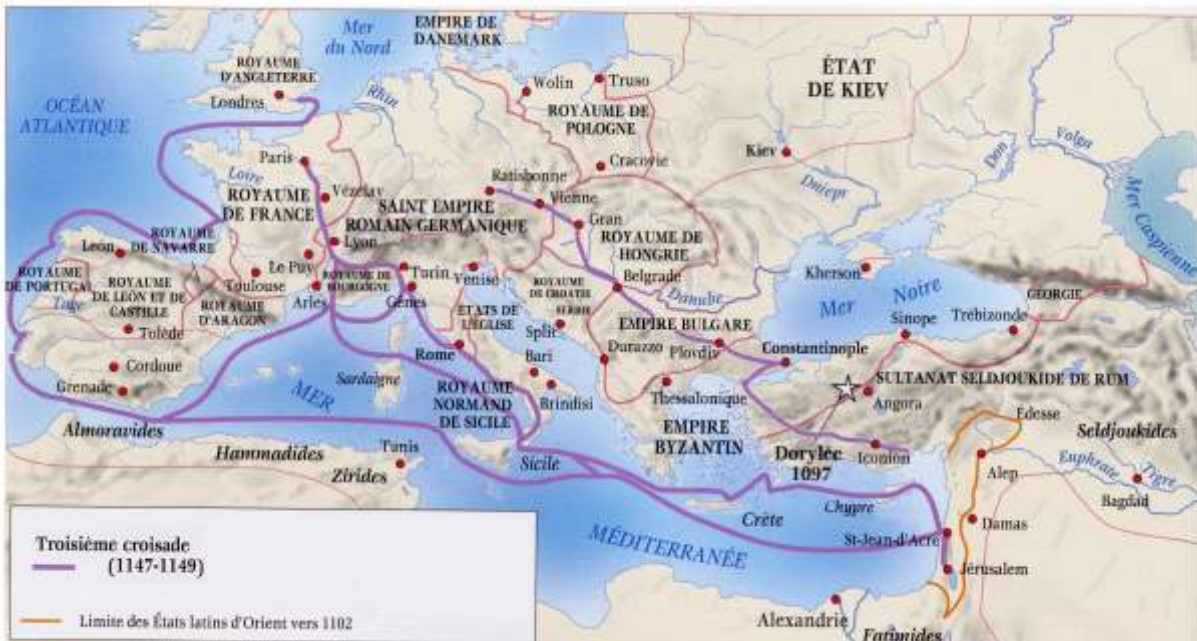 Mer
du Nord
EMPIRE DE
DANEMARK
ROYAUME
D'ANGLETERRE
Londres
OCÉAN
ATLANTIQUE
Rhin
Wolin
Truso
ROYAUME DE
POLOGNE
ÉTAT
DE KIEV
Kiev
Cracovie
Don
Volga
Dniepr
Mer Caspienne
Paris
Loire
Vézelay
ROYAUME
DE FRANCE
Ratisbonne
Vienne
SAINT EMPIRE
ROMAIN GERMANIQUE
Gran
ROYAUME DE
HONGRIE
Lyon
ROYAUME
DE NAVARRE
León
Le Puy
Toulouse
Arles
ROYAUME DE
BOURGOGNE
Turin
Gênes
Venise
Belgrade
Danube
Kherson
ROYAUME
DE PORTUGAL
Tage
ROYAUME
DE LEÓN ET DE
CASTILLE
ROYAUME
D'ARAGON
ÉTATS DE
L'ÉGLISE
ROYAUME
DE CROATIE
SERBIE
Split
EMPIRE BULGARE
Mer Noire
GEORGIE
Sinope
Trébizonde
Tolède
Cordoue
Grenade
MER
Sardaigne
Rome
Bari
Brindisi
Durazzo
Plovdiv
Constantinople
Thessalonique
SULTANAT SELDJOUKIDE DE RUM
Angora
ROYAUME
NORMAND
DE SICILE
EMPIRE
BYZANTIN
Dorylée
1097
Iconion
Edesse
Seldjoukides
Almoravides
Hammadides
Zirides
Tunis
Sicile
Crète
Chypre
Alep
Euphrate
Tigre
Bagdad
Damas
MÉDITERRANÉE
St-Jean-d'Acre
Jérusalem
Alexandrie
Fatimides
Troisième croisade
(1147-1149)
Limite des États latins d'Orient vers 1102